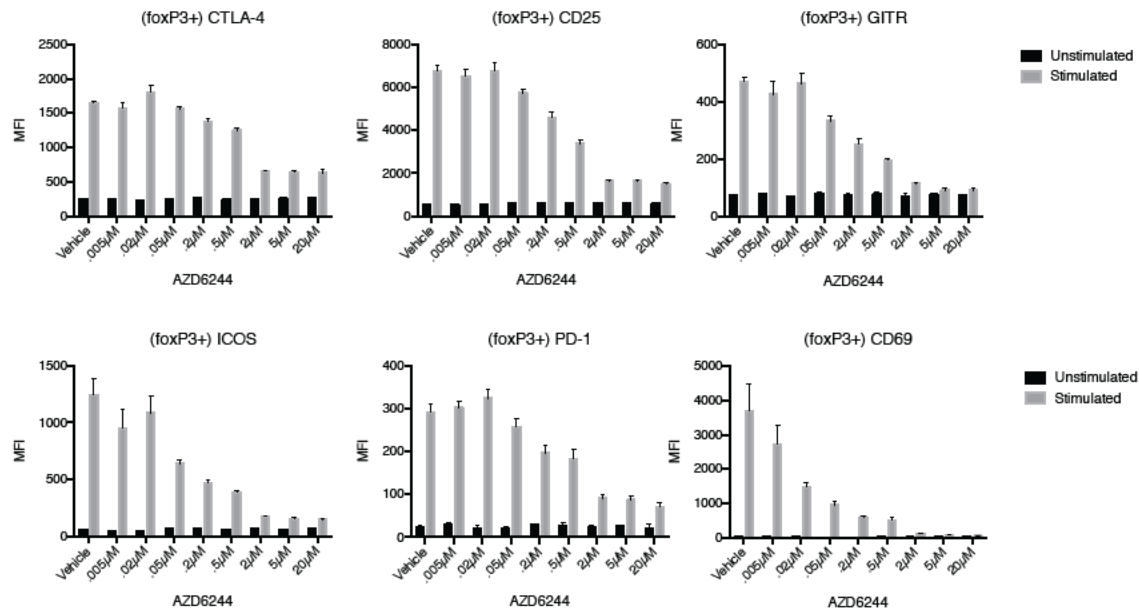 (foxP3+) CTLA-4
2500
2000
1500
1000
500
0
MFI
Vehicle
.005µM
.02µM
.05µM
.2µM
.5µM
2µM
5µM
20µM
AZD6244
(foxP3+) CD25
8000
6000
4000
2000
0
MFI
Vehicle
.005µM
.02µM
.05µM
.2µM
.5µM
2µM
5µM
20µM
AZD6244
(foxP3+) GITR
600
400
200
0
MFI
Vehicle
.005µM
.02µM
.05µM
.2µM
.5µM
2µM
5µM
20µM
AZD6244
Unstimulated
Stimulated
(foxP3+) ICOS
1500
1000
500
0
MFI
Vehicle
.005µM
.02µM
.05µM
.2µM
.5µM
2µM
5µM
20µM
AZD6244
(foxP3+) PD-1
400
300
200
100
0
MFI
Vehicle
.005µM
.02µM
.05µM
.2µM
.5µM
2µM
5µM
20µM
AZD6244
(foxP3+) CD69
5000
4000
3000
2000
1000
0
MFI
Vehicle
.005µM
.02µM
.05µM
.2µM
.5µM
2µM
5µM
20µM
AZD6244
Unstimulated
Stimulated